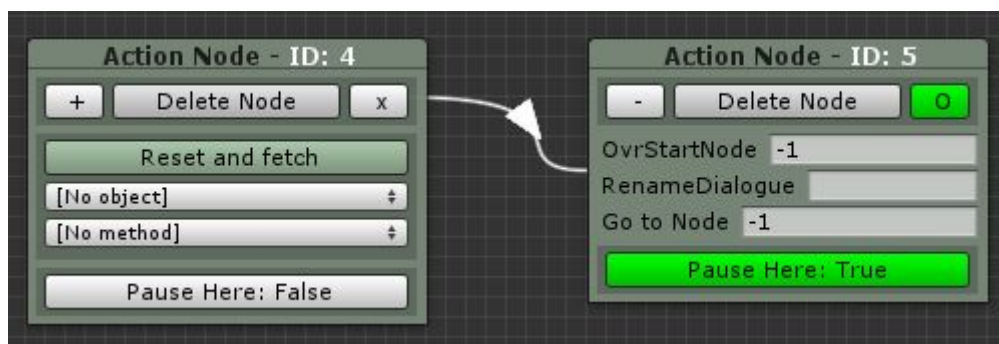 Action Node - ID: 4
+ Delete Node x
Reset and fetch
[No object]
[No method]
Pause Here: False
Action Node - ID: 5
- Delete Node O
OvrStartNode -1
RenameDialogue
Go to Node -1
Pause Here: True